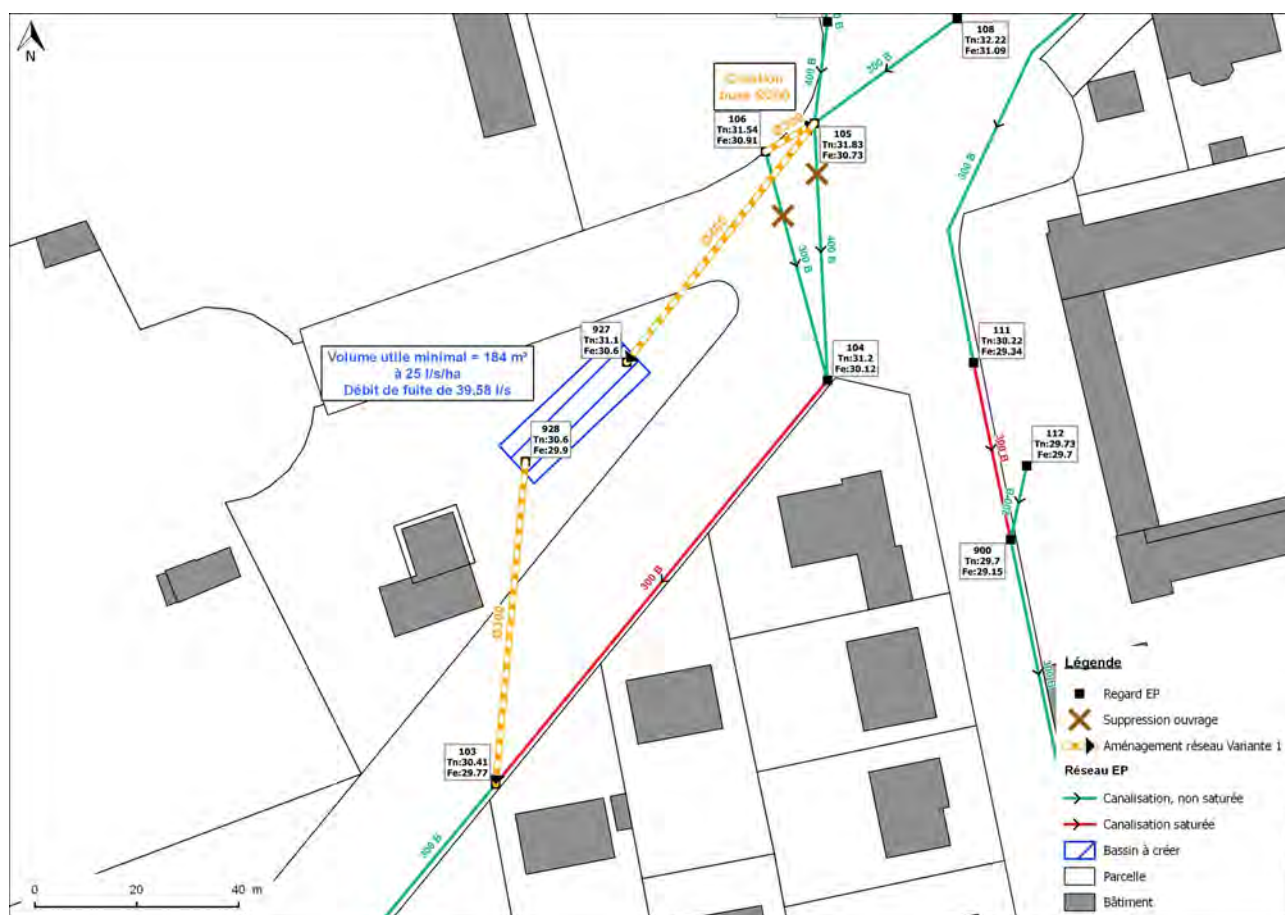 N
108
Tn:32.22
Fe:31.09
400 B
300 B
Création
106
Tn:31.54
Fe:30.91
Ø300
105
Tn:31.83
Fe:30.73
300 B
Ø400
300 B
400 B
927
Tn:31.1
Fe:30.6
Volume utile minimal = 184 m³
à 25 l/s/ha
Débit de fuite de 39,58 l/s
104
Tn:31.2
Fe:30.12
111
Tn:30.22
Fe:29.34
928
Tn:30.6
Fe:29.9
300 B
112
Tn:29.73
Fe:29.7
900
Tn:29.7
Fe:29.15
300 B
Ø300
300 B
103
Tn:30.41
Fe:29.77
300 B
Légende
Regard EP
Suppression ouvrage
Aménagement réseau Variante 1
Réseau EP
Canalisation, non saturée
Canalisation saturée
Bassin à créer
Parcelle
Bâtiment
0 20 40 m